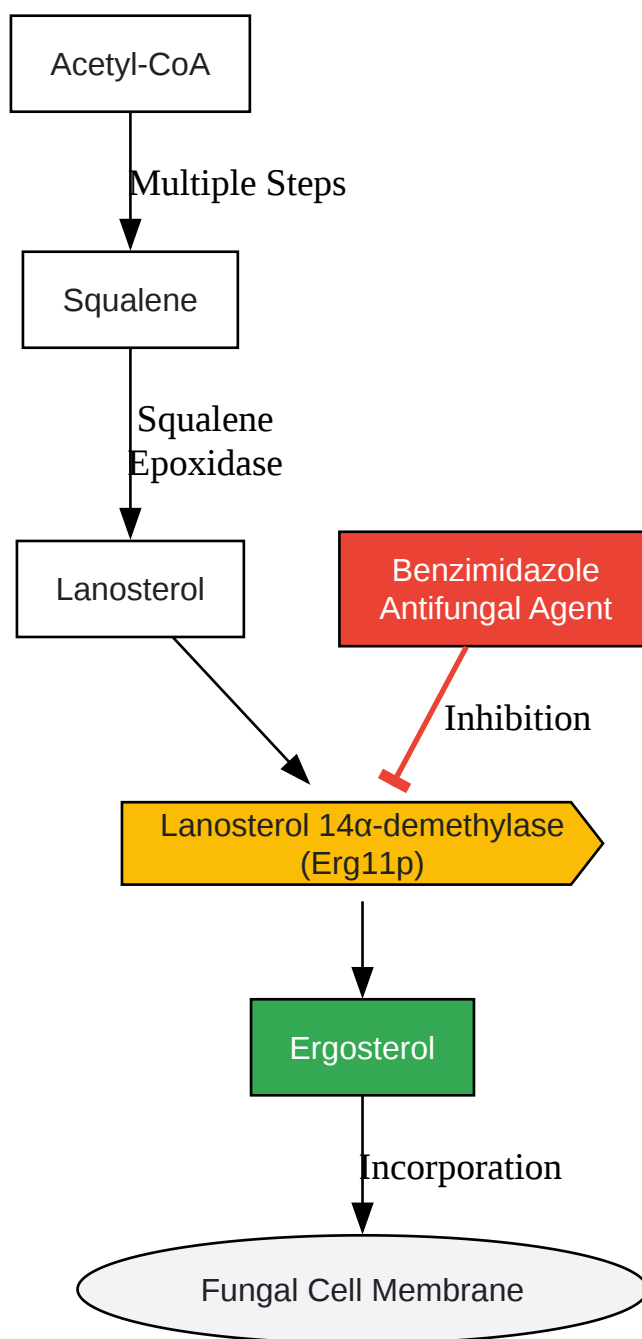 Acetyl-CoA
Multiple Steps
Squalene
Squalene
Epoxidase
Lanosterol
Benzimidazole
Antifungal Agent
Inhibition
Lanosterol 14α-demethylase
(Erg11p)
Ergosterol
Incorporation
Fungal Cell Membrane